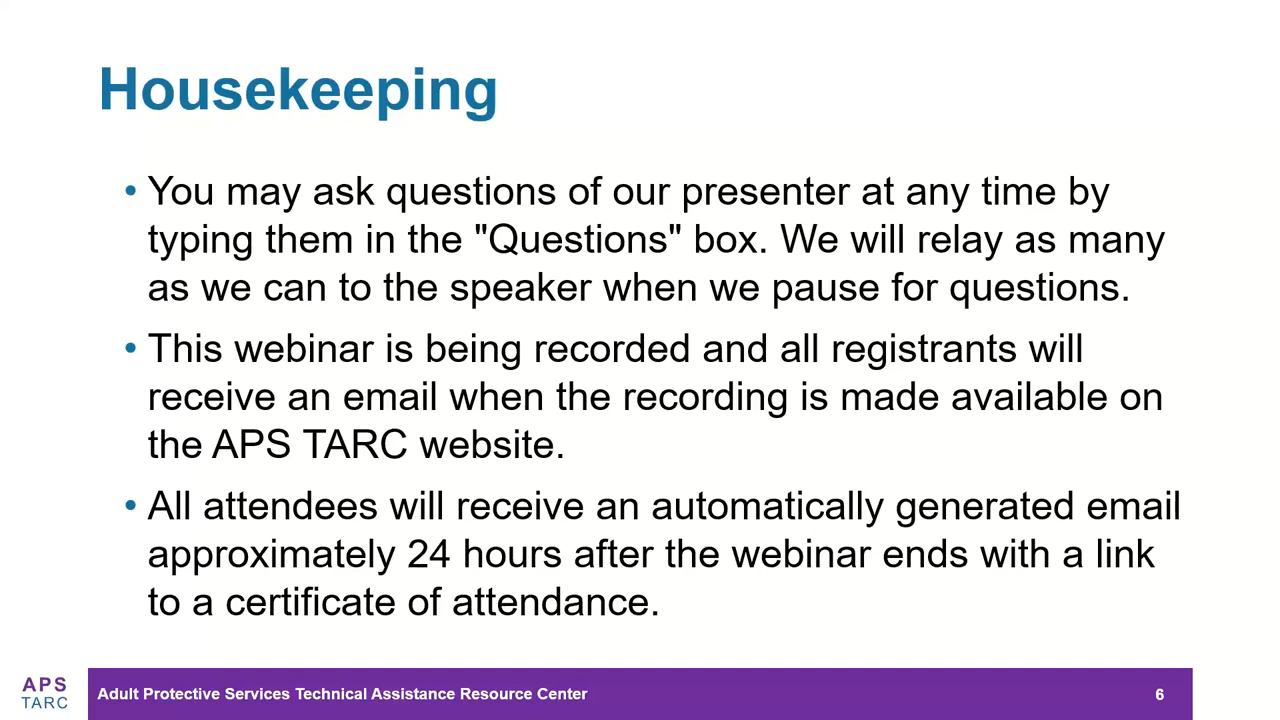 Housekeeping
• You may ask questions of our presenter at any time by
typing them in the "Questions" box. We will relay as many
as we can to the speaker when we pause for questions.
• This webinar is being recorded and all registrants will
receive an email when the recording is made available on
the APS TARC website.
• All attendees will receive an automatically generated email
approximately 24 hours after the webinar ends with a link
to a certificate of attendance.
APS
TARC
Adult Protective Services Technical Assistance Resource Center
6